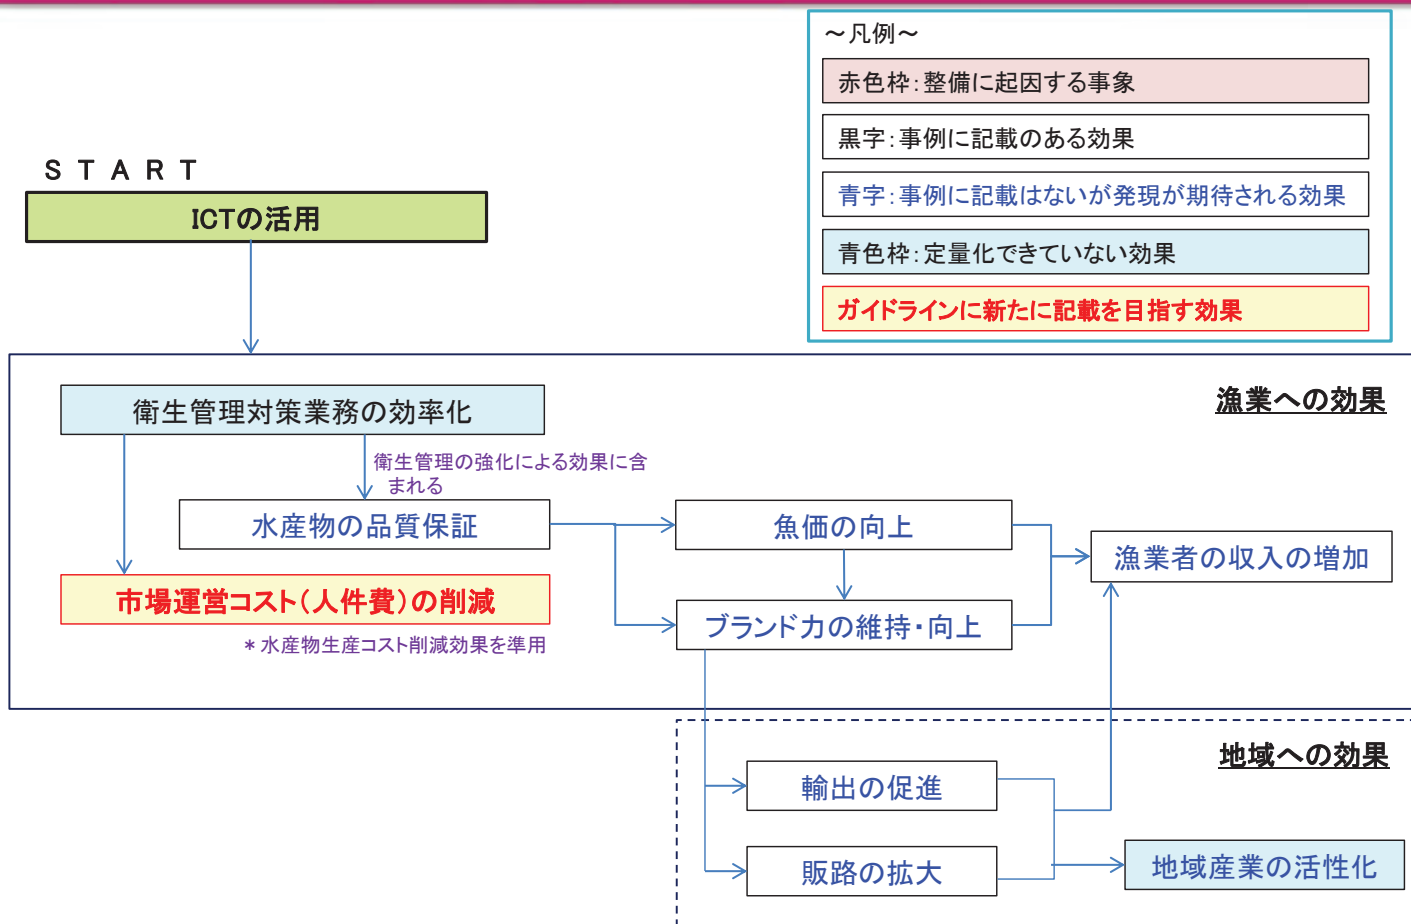 ～凡例～
赤色枠：整備に起因する事象
黒字：事例に記載のある効果
青字：事例に記載はないが発現が期待される効果
青色枠：定量化できていない効果
ガイドラインに新たに記載を目指す効果
START
ICTの活用
漁業への効果
衛生管理対策業務の効率化
衛生管理の強化による効果に含
まれる
水産物の品質保証
魚価の向上
漁業者の収入の増加
市場運営コスト（人件費）の削減
ブランド力の維持・向上
＊水産物生産コスト削減効果を準用
地域への効果
輸出の促進
販路の拡大
地域産業の活性化